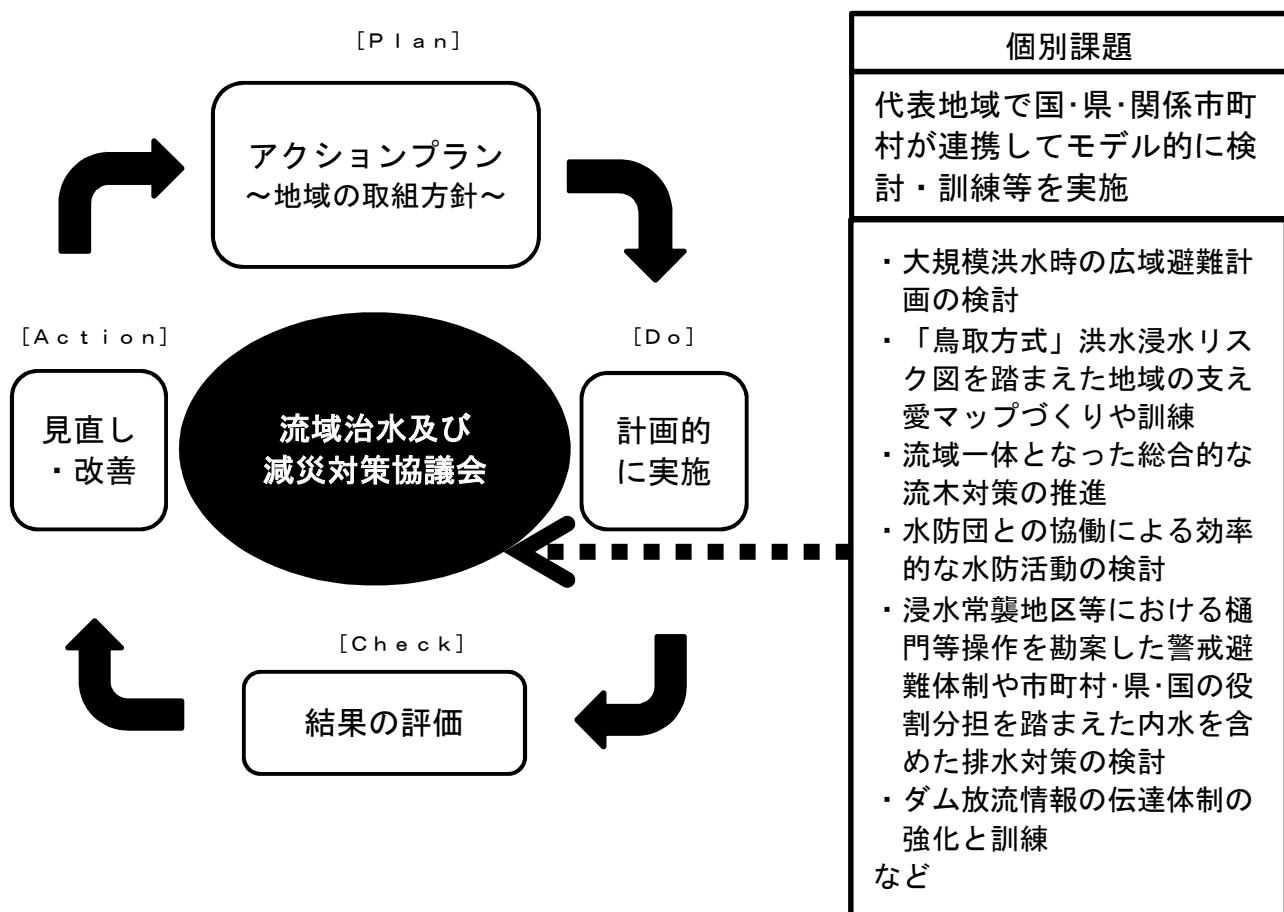 [Plan]
アクションプラン
～地域の取組方針～
[Action]
見直し
・改善
流域治水及び
減災対策協議会
[Do]
計画的
に実施
[Check]
結果の評価
個別課題
代表地域で国･県･関係市町
村が連携してモデル的に検
討・訓練等を実施
・大規模洪水時の広域避難計
画の検討
・「鳥取方式」洪水浸水リス
ク図を踏まえた地域の支え
愛マップづくりや訓練
・流域一体となった総合的な
流木対策の推進
・水防団との協働による効率
的な水防活動の検討
・浸水常襲地区等における樋
門等操作を勘案した警戒避
難体制や市町村･県･国の役
割分担を踏まえた内水を含
めた排水対策の検討
・ダム放流情報の伝達体制の
強化と訓練
など